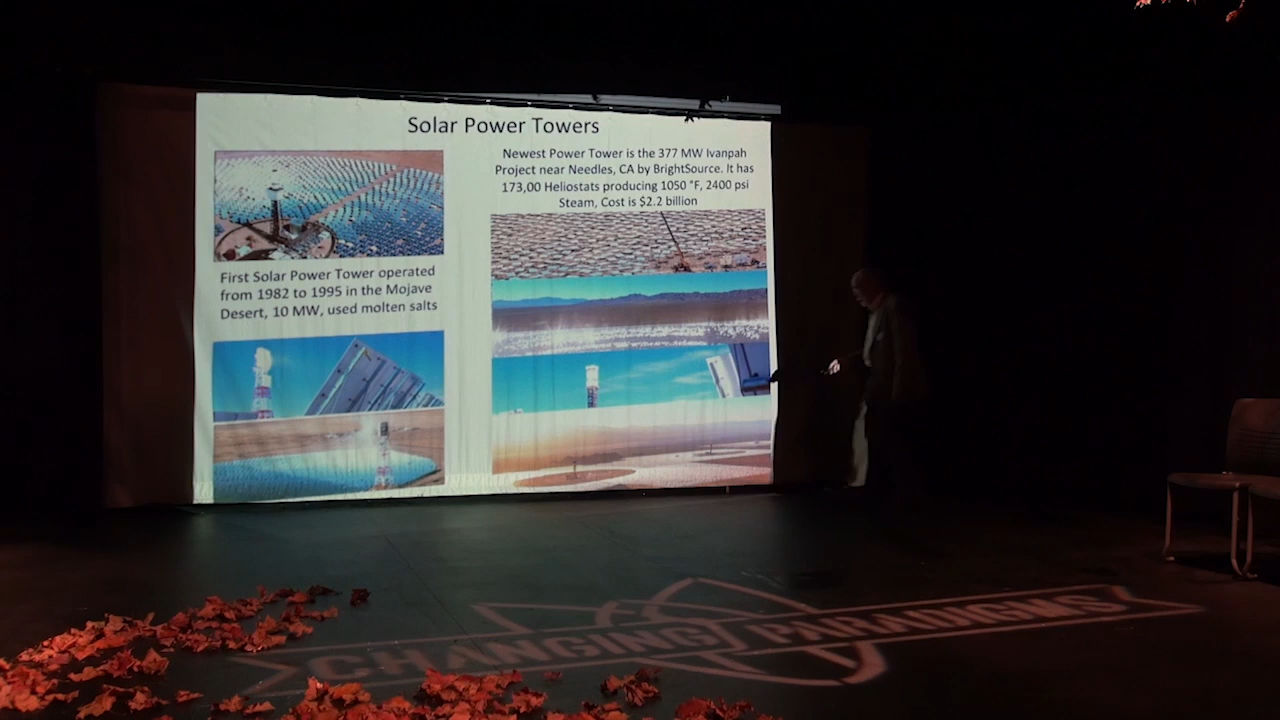 Solar Power Towers
Newest Power Tower is the 377 MW Ivanpah
Project near Needles, CA by BrightSource. It has
173,00 Heliostats producing 1050 °F, 2400 psi
Steam, Cost is $2.2 billion
First Solar Power Tower operated
from 1982 to 1995 in the Mojave
Desert, 10 MW, used molten salts
CHANGING PARADIGMS